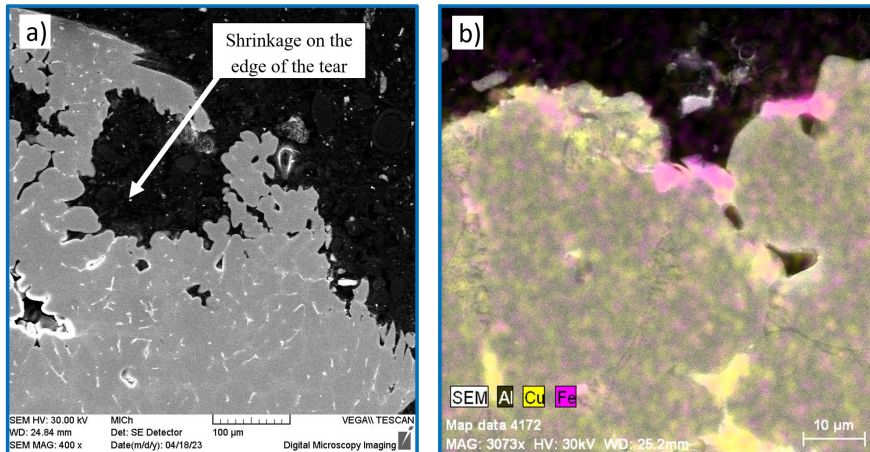 a)
Shrinkage on the
edge of the tear
SEM HV: 30.00 kV MICh VEGA\\ TESCAN
WD: 24.84 mm Det: SE Detector 100 μm
SEM MAG: 400 x Date(m/d/y): 04/18/23 Digital Microscopy Imaging
b)
SEM Al Cu Fe
Map data 4172
MAG: 3073x HV: 30kV WD: 25.2mm
10 μm